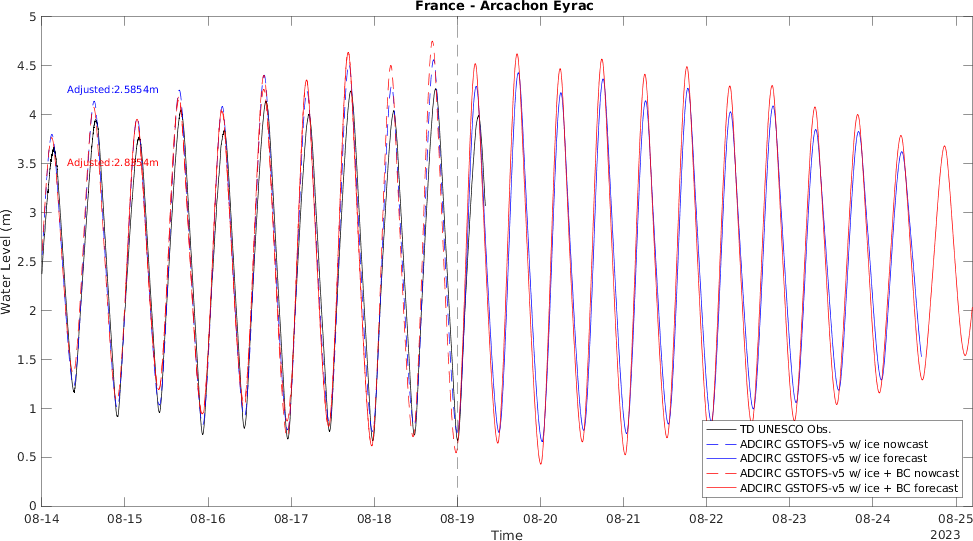 France - Arcachon Eyrac
5
4.5
4
3.5
3
2.5
2
1.5
1
0.5
0
Water Level (m)
Adjusted:2.5854m
Adjusted:2.8354m
TD UNESCO Obs.
ADCIRC GSTOFS-v5 w/ ice nowcast
ADCIRC GSTOFS-v5 w/ ice forecast
ADCIRC GSTOFS-v5 w/ ice + BC nowcast
ADCIRC GSTOFS-v5 w/ ice + BC forecast
08-14 08-15 08-16 08-17 08-18 08-19 08-20 08-21 08-22 08-23 08-24 08-25
Time
2023